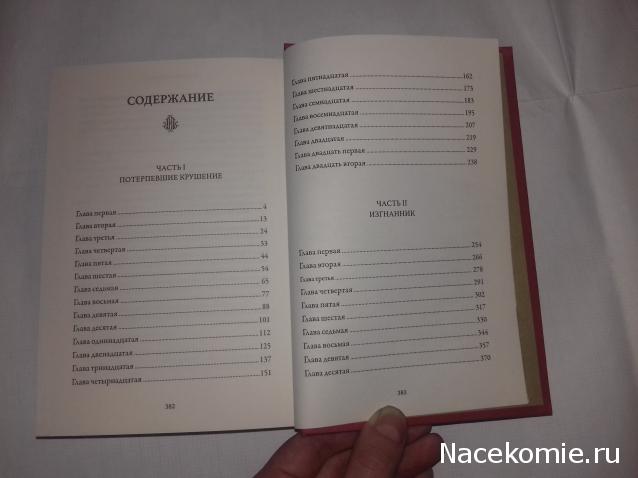 СОДЕРЖАНИЕ
ЧАСТЬ I
ПОТЕРПЕВШИЕ КРУШЕНИЕ
Глава первая 4
Глава вторая 13
Глава третья 24
Глава четвертая 33
Глава пятая 44
Глава шестая 54
Глава седьмая 65
Глава восьмая 77
Глава девятая 88
Глава десятая 101
Глава одиннадцатая 112
Глава двенадцатая 125
Глава тринадцатая 137
Глава четырнадцатая 151
382
Глава пятнадцатая 162
Глава шестнадцатая 173
Глава семнадцатая 183
Глава восемнадцатая 195
Глава девятнадцатая 207
Глава двадцатая 219
Глава двадцать первая 229
Глава двадцать вторая 238
ЧАСТЬ II
ИЗГНАННИК
Глава первая 254
Глава вторая 266
Глава третья 278
Глава четвертая 291
Глава пятая 302
Глава шестая 317
Глава седьмая 330
Глава восьмая 346
Глава девятая 357
Глава десятая 370
383
Nacekomie.ru